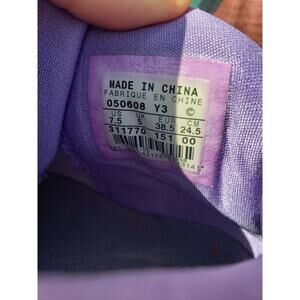 MADE IN CHINA
FABRIQUE EN CHINE
050608 Y3 ©
US UK EUR CM
7.5 5 38.5 24.5
311770 151 00